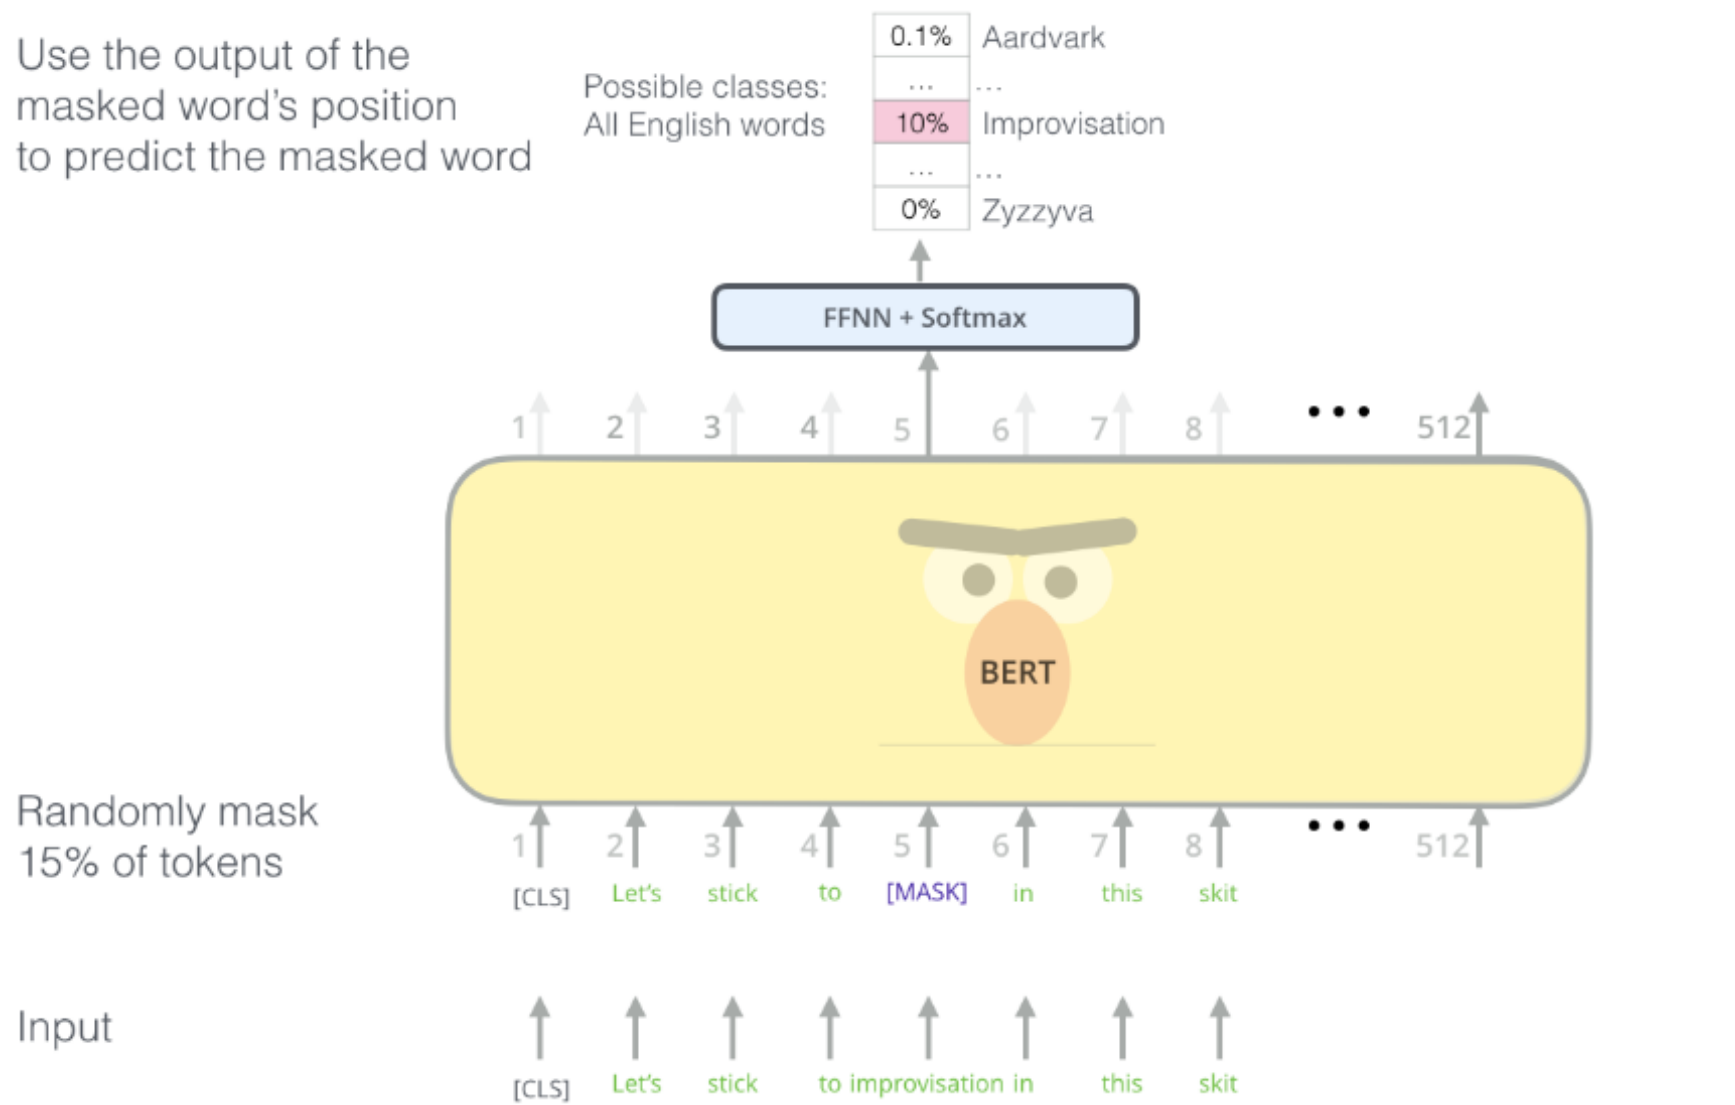 Use the output of the
masked word's position
to predict the masked word
Possible classes:
All English words
0.1% Aardvark
... ...
10% Improvisation
... ...
0% Zyzzyva
FFNN + Softmax
1 2 3 4 5 6 7 8 ••• 512
BERT
Randomly mask
15% of tokens
1 2 3 4 5 6 7 8 ••• 512
[CLS] Let's stick to [MASK] in this skit
Input
[CLS] Let's stick to improvisation in this skit